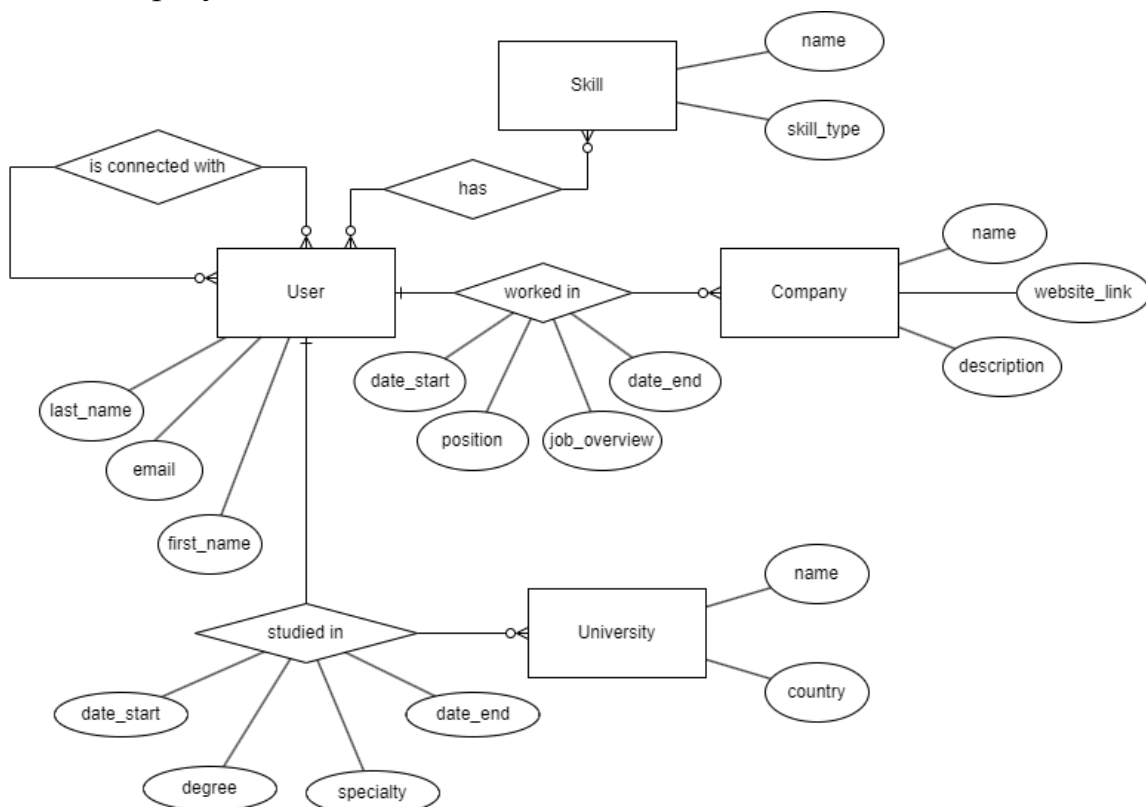 name
Skill
skill_type
is connected with
has
name
User
worked in
Company
website_link
date_start
date_end
description
last_name
position
job_overview
email
first_name
name
studied in
University
country
date_start
date_end
degree
specialty